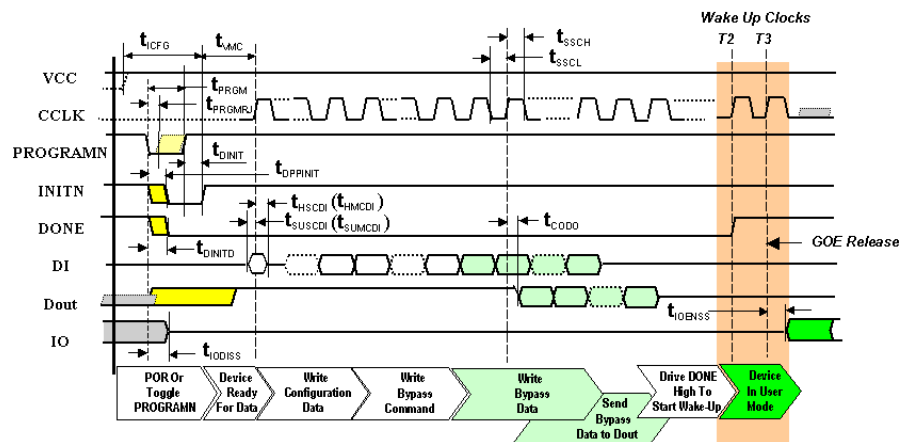 Wake Up Clocks
T2 T3
tICFG tVMC
tSSCH
tSSCL
VCC
tPRGM
tPRGMRJ
CCLK
PROGRAMN
tDINIT
tDPPINIT
INITN
tHSCDI (tHMCDI)
tSUSCDI (tSUMCDI)
tCODO
DONE
GOE Release
tDINITD
DI
Dout
tIOENSS
IO
tIODISS
POR Or
Toggle
PROGRAMN
Device
Ready
For Data
Write
Configuration
Data
Write
Bypass
Command
Write
Bypass
Data
Send
Bypass
Data to Dout
Drive DONE
High To
Start Wake-Up
Device
In User
Mode